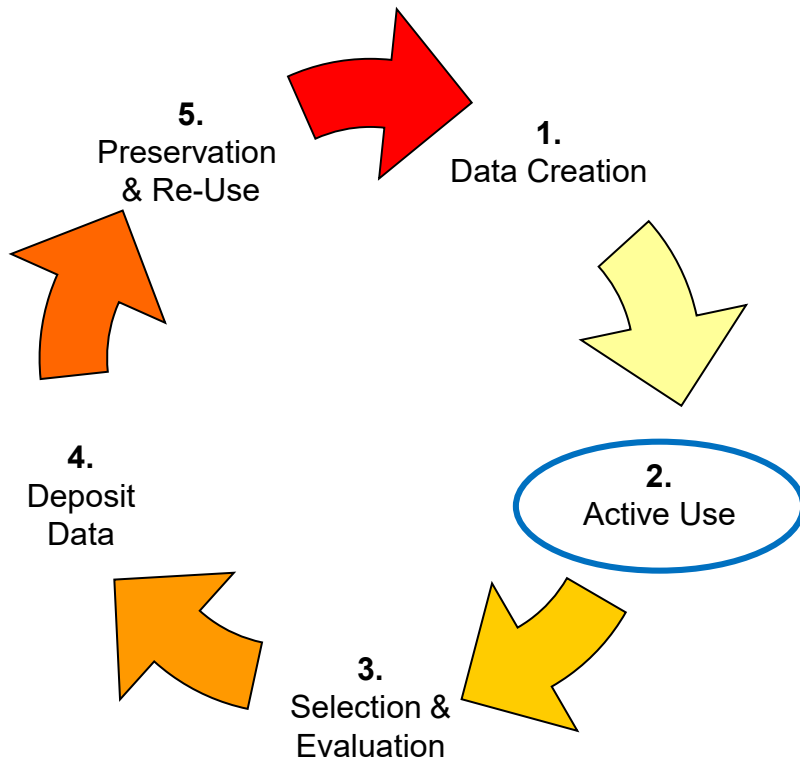 1.
Data Creation
2.
Active Use
3.
Selection &
Evaluation
4.
Deposit
Data
5.
Preservation
& Re-Use